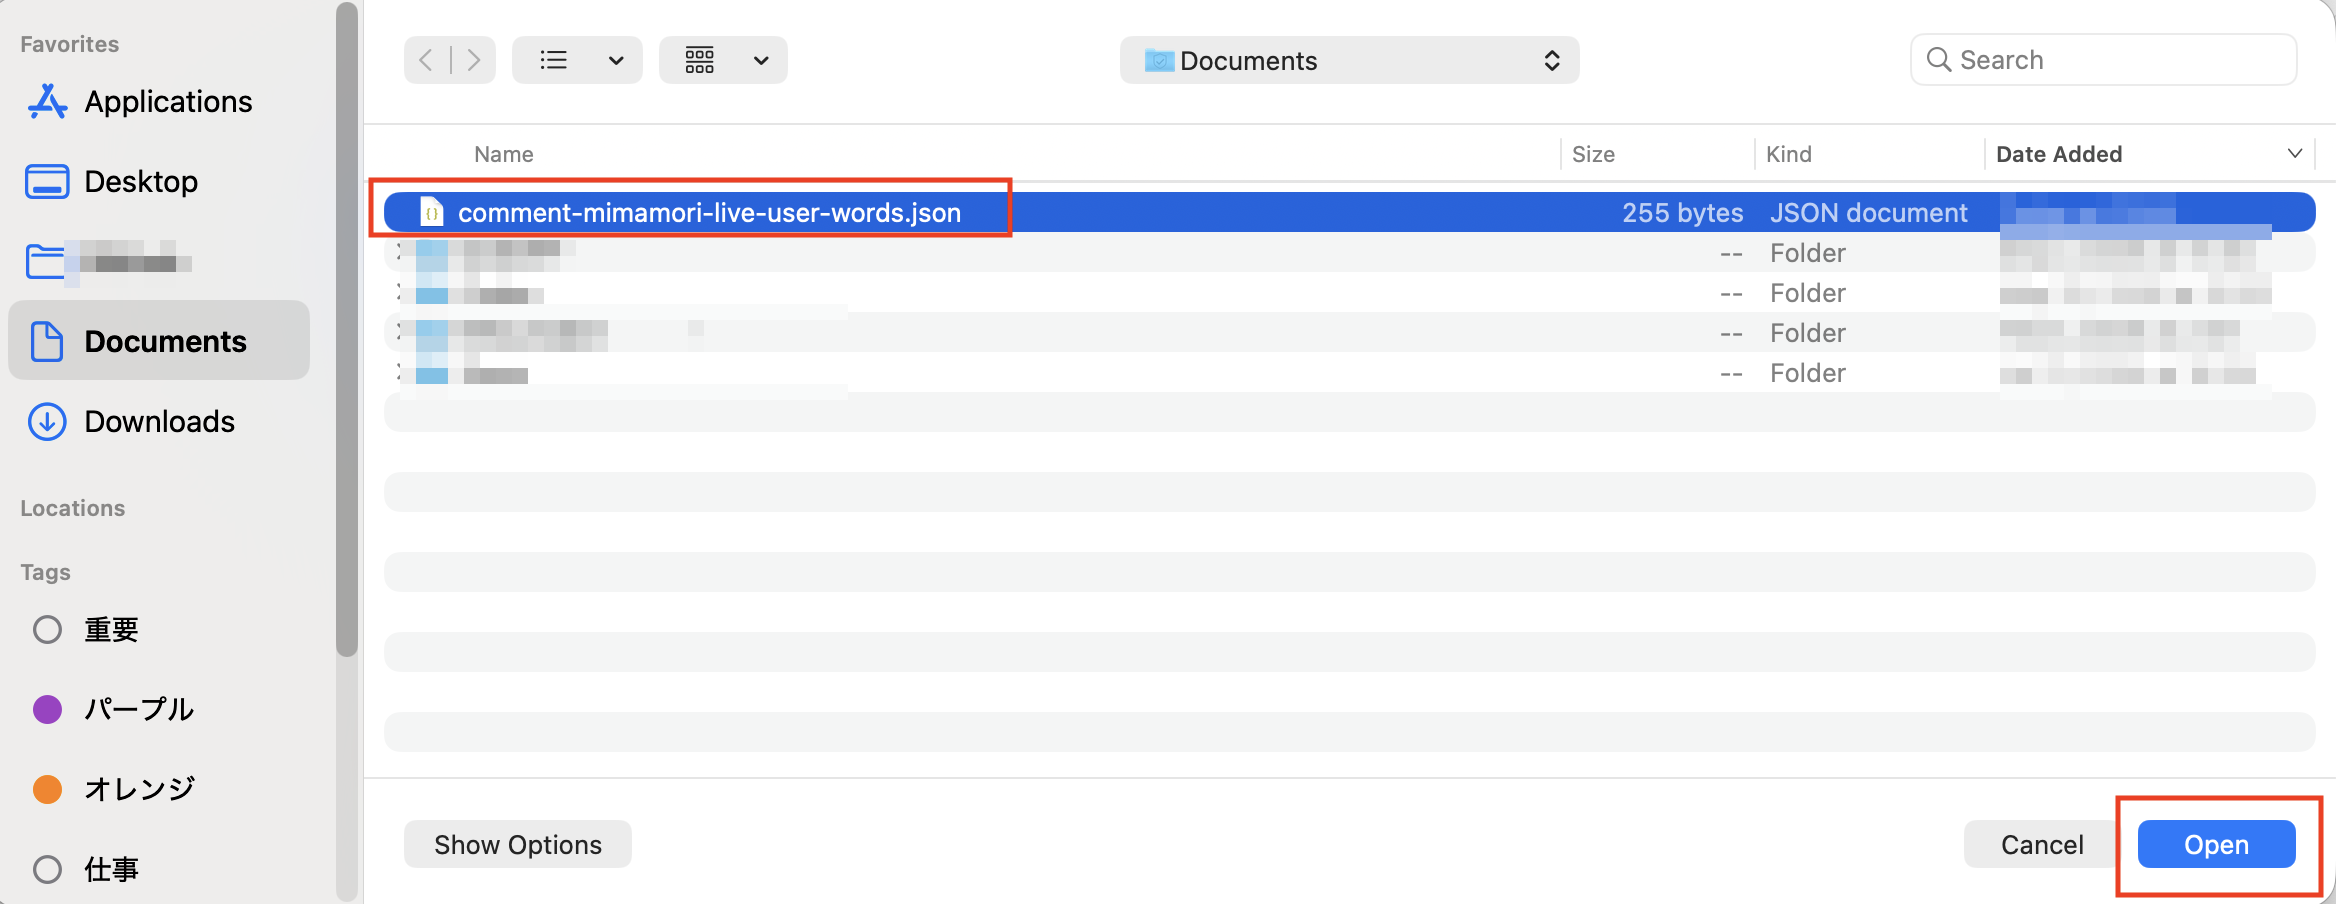 Favorites
Applications
Desktop
Documents
Downloads
Locations
Tags
重要
パープル
オレンジ
仕事
Documents
Search
Name Size Kind Date Added
comment-mimamori-live-user-words.json 255 bytes JSON document
-- Folder
-- Folder
-- Folder
-- Folder
Show Options Cancel Open